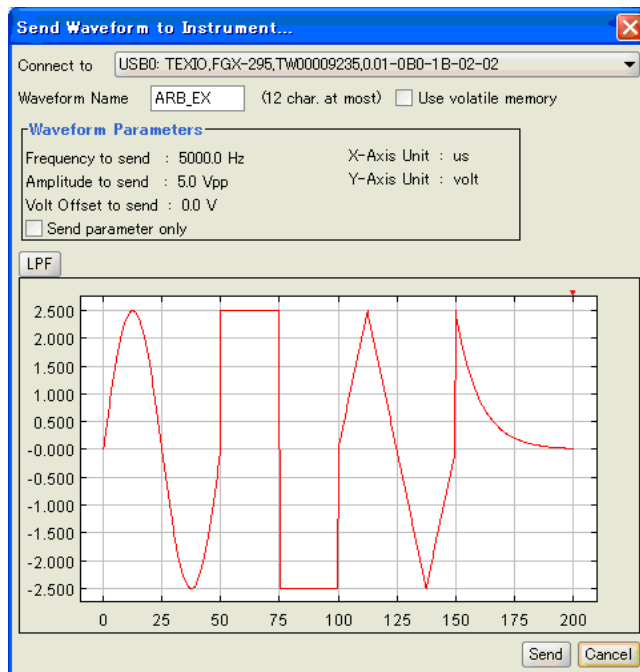 Send Waveform to Instrument...
Connect to USB0: TEXIO,FGX-295,TW00009235,0.01-0B0-1B-02-02
Waveform Name ARB_EX (12 char. at most) Use volatile memory
Waveform Parameters
Frequency to send : 5000.0 Hz X-Axis Unit : us
Amplitude to send : 5.0 Vpp Y-Axis Unit : volt
Volt Offset to send : 0.0 V
Send parameter only
LPF
2.500
2.000
1.500
1.000
0.500
-0.000
-0.500
-1.000
-1.500
-2.000
-2.500
0 25 50 75 100 125 150 175 200
Send Cancel